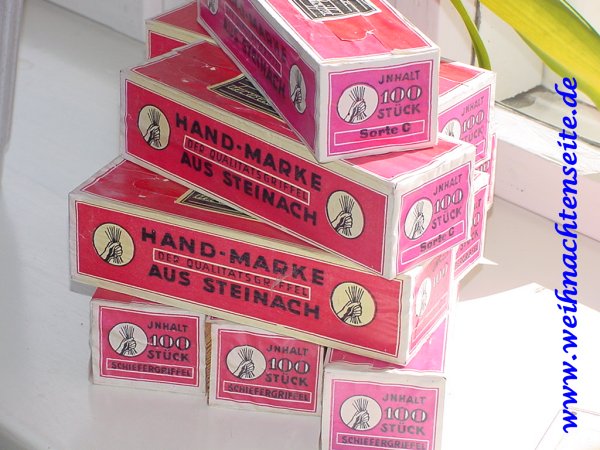 JNHALT
100
STÜCK
Sorte C
HAND-MARKE
DER QUALITÄTSGRIFFEL
AUS STEINACH
JNHALT
100
STÜCK
Sorte C
HAND-MARKE
DER QUALITÄTSGRIFFEL
AUS STEINACH
JNHALT
100
STÜCK
SCHIEFERGRIFFEL
JNHALT
100
STÜCK
SCHIEFERGRIFFEL
JNHALT
100
STÜCK
SCHIEFERGRIFFEL
www.weihnachtenseite.de